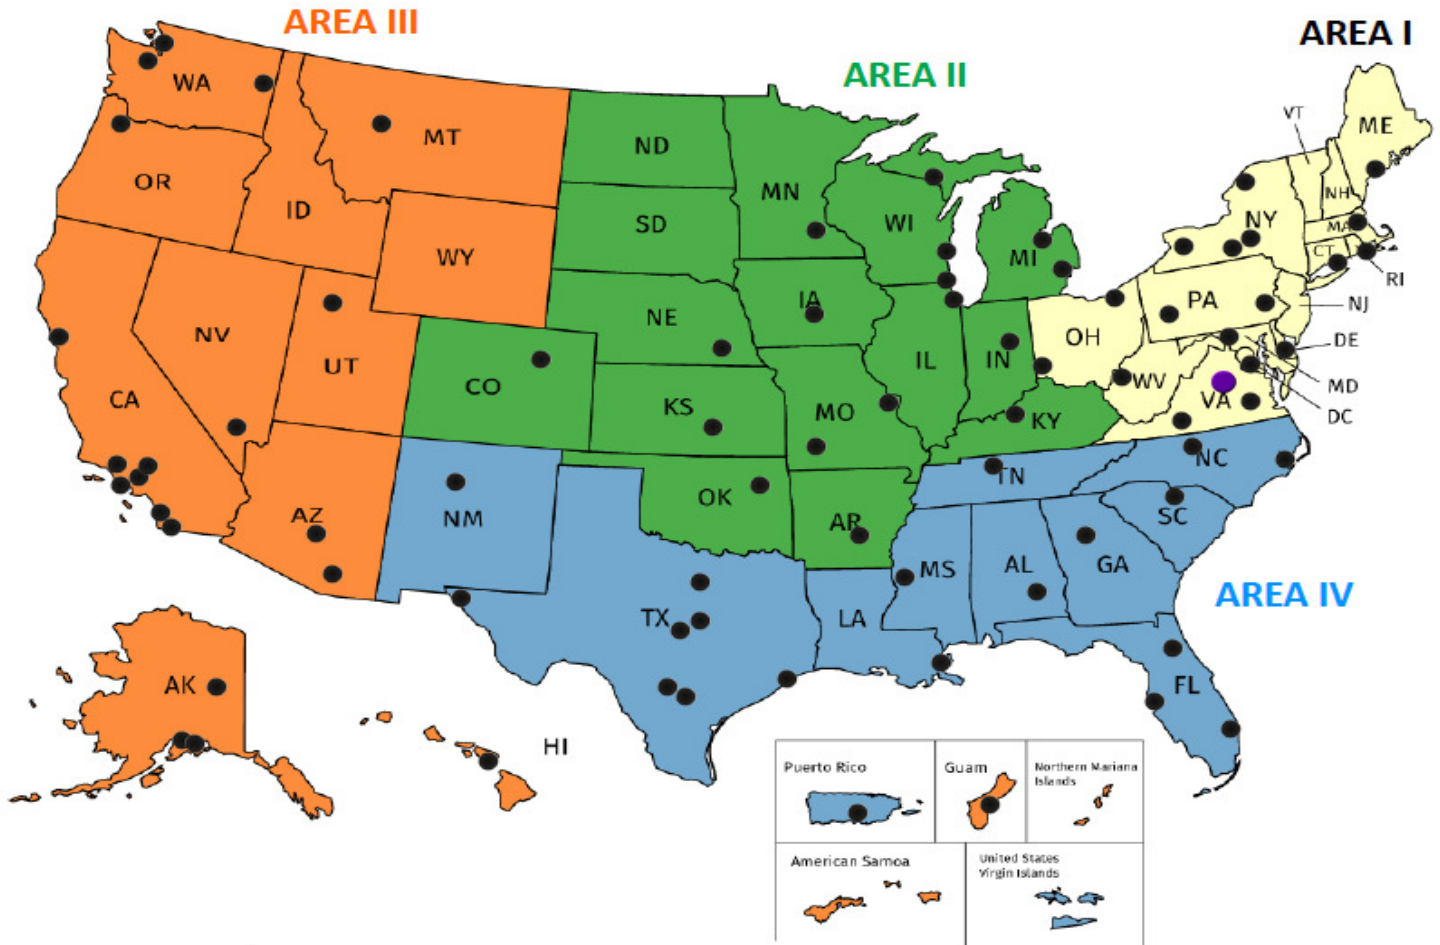 AREA III
AREA I
AREA II
WA
MT
ND
MN
VT
ME
OR
ID
SD
WI
MI
NH
NY
MA
CT
RI
WY
NE
IA
PA
NJ
NV
UT
CO
IL
IN
OH
DE
MD
DC
CA
KS
MO
KY
WV
VA
AZ
NM
OK
AR
TN
NC
SC
TX
LA
MS
AL
GA
AREA IV
FL
AK
HI
Puerto Rico
Guam
Northern Mariana
Islands
American Samoa
United States
Virgin Islands